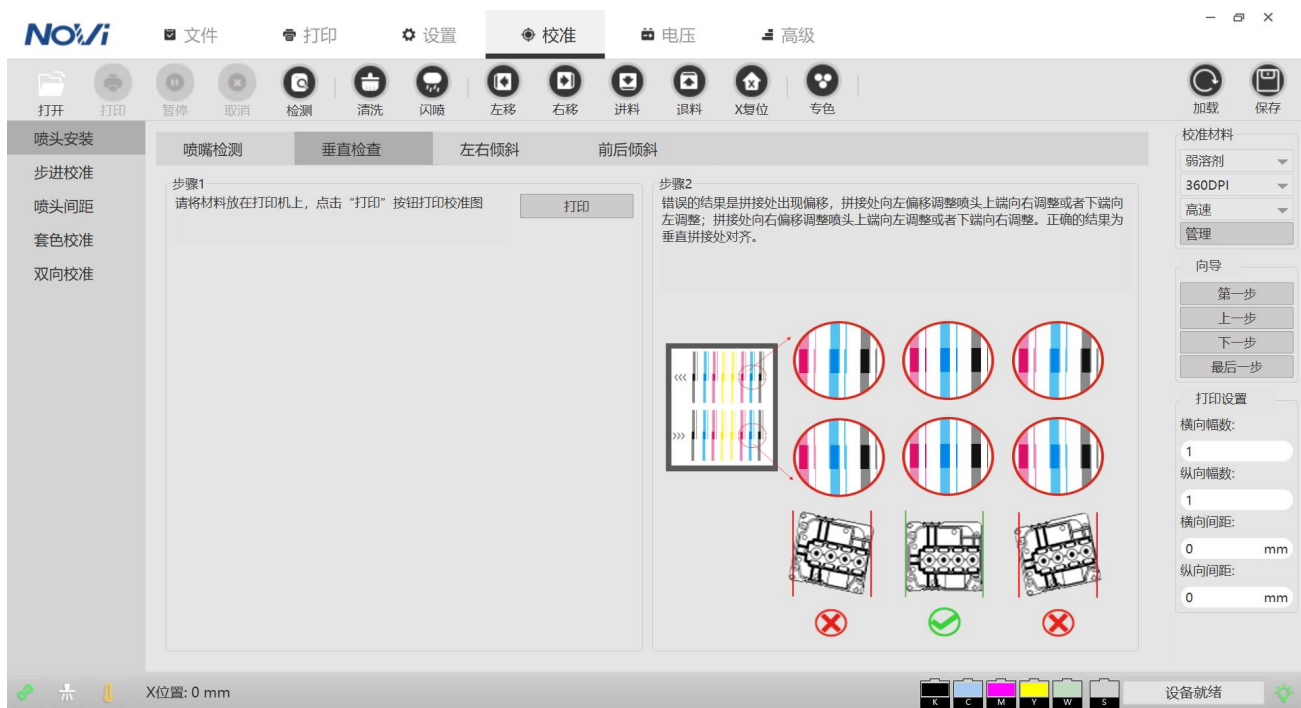 NOVi
文件
打印
设置
校准
电压
高级
打开
打印
暂停
取消
检测
清洗
闪喷
左移
右移
进料
退料
X复位
专色
加载
保存
喷头安装
步进校准
喷头间距
套色校准
双向校准
喷嘴检测
垂直检查
左右倾斜
前后倾斜
步骤1
请将材料放在打印机上，点击“打印”按钮打印校准图
打印
步骤2
错误的结果是拼接处出现偏移，拼接处向左偏移调整喷头上端向右调整或者下端向
左调整；拼接处向右偏移调整喷头上端向左调整或者下端向右调整。正确的结果为
垂直拼接处对齐。
<<<
>>>
校准材料
弱溶剂
360DPI
高速
管理
向导
第一步
上一步
下一步
最后一步
打印设置
横向幅数:
1
纵向幅数:
1
横向间距:
0 mm
纵向间距:
0 mm
X位置: 0 mm
K
C
M
Y
W
S
设备就绪